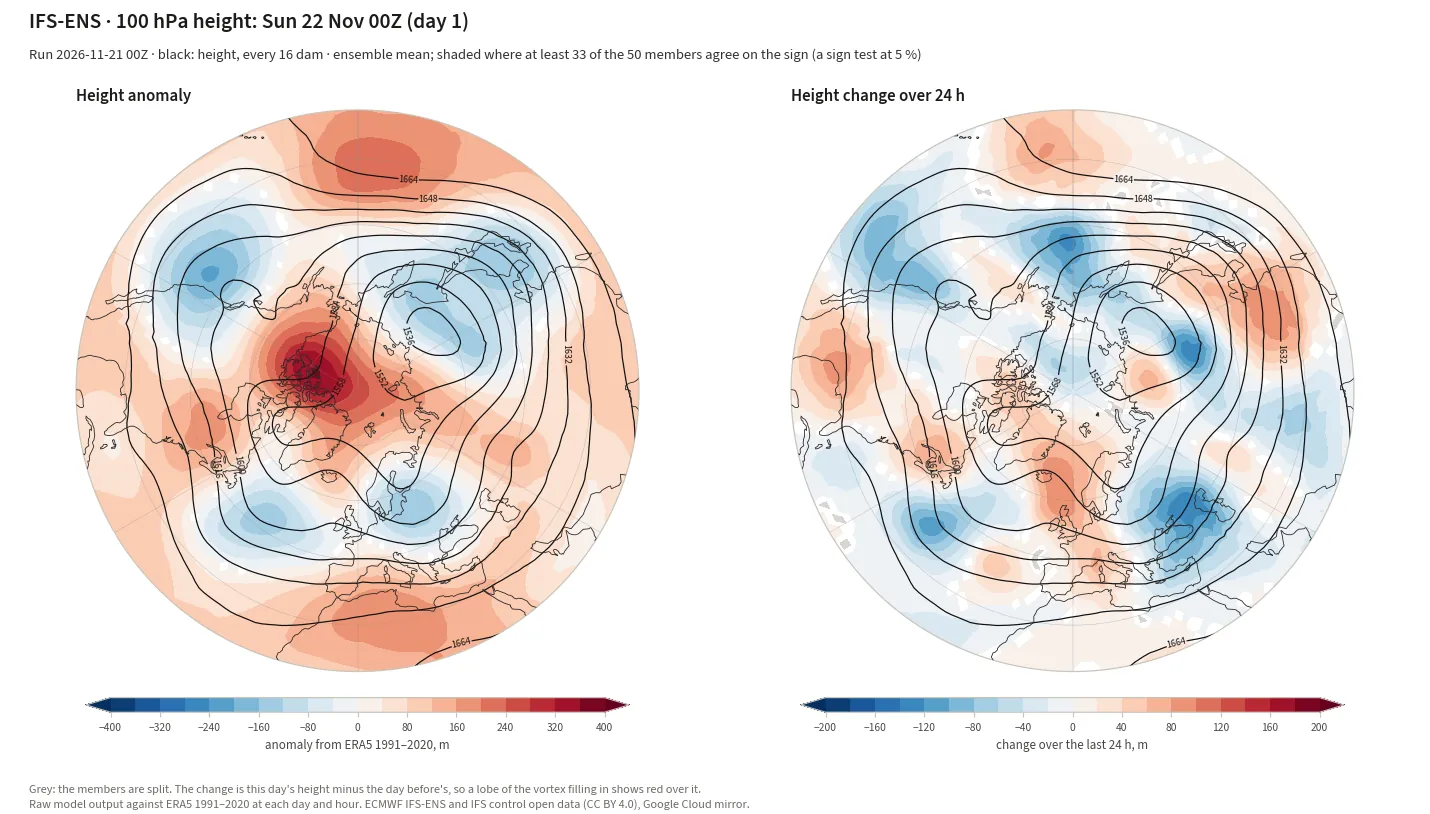 IFS-ENS · 100 hPa height: Sun 22 Nov 00Z (day 1)
Run 2026-11-21 00Z · black: height, every 16 dam · ensemble mean; shaded where at least 33 of the 50 members agree on the sign (a sign test at 5 %)
Height anomaly
Height change over 24 h
1664
1648
1632
1536
1552
1568
1616
1600
1664
1664
1648
1632
1536
1552
1568
1616
1600
1664
−400 −320 −240 −160 −80 0 80 160 240 320 400
anomaly from ERA5 1991–2020, m
−200 −160 −120 −80 −40 0 40 80 120 160 200
change over the last 24 h, m
Grey: the members are split. The change is this day's height minus the day before's, so a lobe of the vortex filling in shows red over it.
Raw model output against ERA5 1991–2020 at each day and hour. ECMWF IFS-ENS and IFS control open data (CC BY 4.0), Google Cloud mirror.